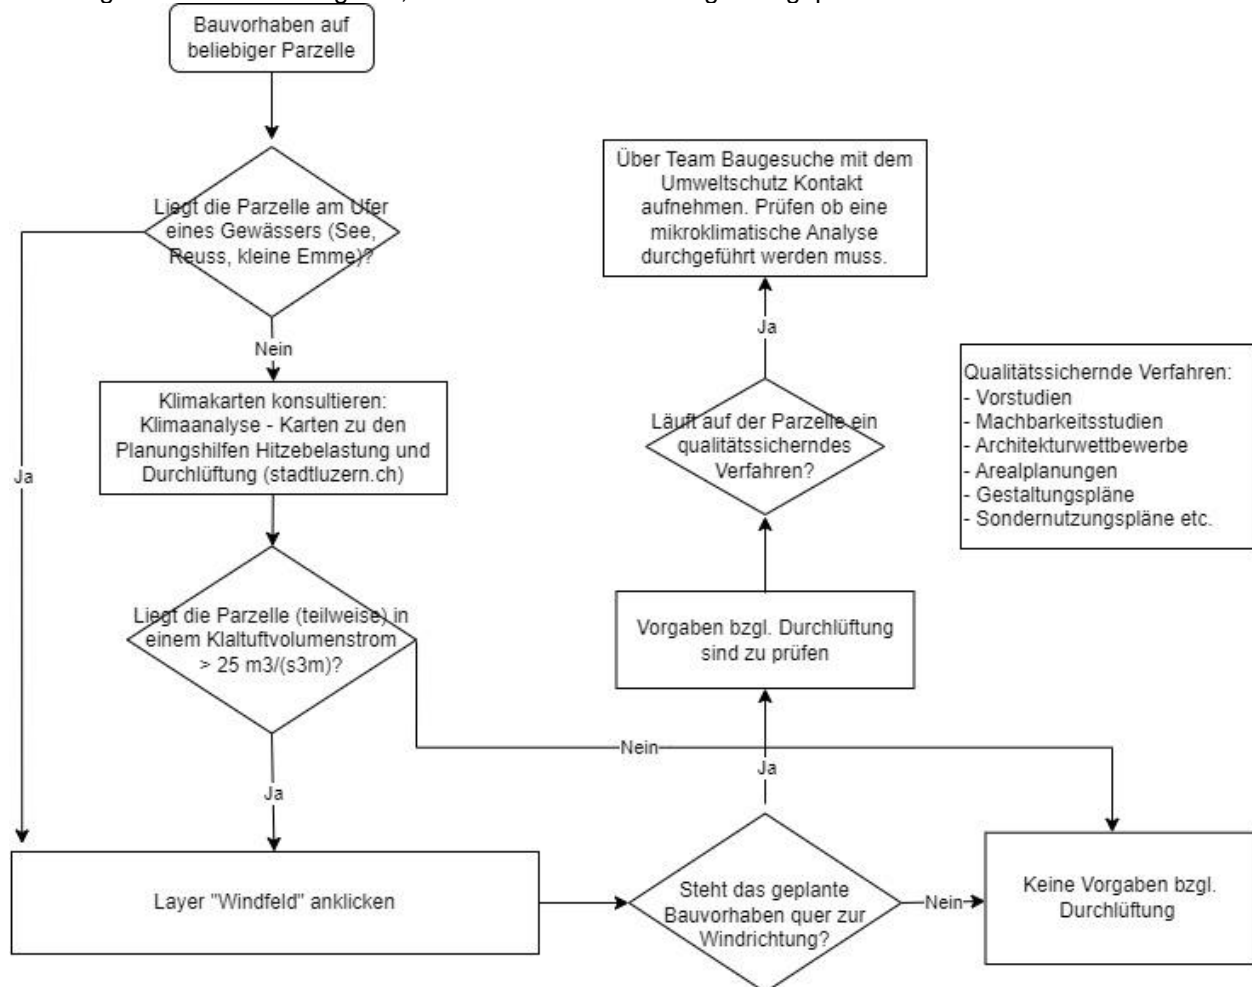 Bauvorhaben auf
beliebiger Parzelle
Liegt die Parzelle am Ufer
eines Gewässers (See,
Reuss, kleine Emme)?
Ja
Nein
Klimakarten konsultieren:
Klimaanalyse - Karten zu den
Planungshilfen Hitzebelastung und
Durchlüftung (stadtluzern.ch)
Liegt die Parzelle (teilweise) in
einem Klaltuftvolumenstrom
> 25 m3/(s3m)?
Nein
Ja
Layer "Windfeld" anklicken
Steht das geplante
Bauvorhaben quer zur
Windrichtung?
Nein
Keine Vorgaben bzgl.
Durchlüftung
Ja
Vorgaben bzgl. Durchlüftung
sind zu prüfen
Läuft auf der Parzelle ein
qualitätssicherndes
Verfahren?
Ja
Über Team Baugesuche mit dem
Umweltschutz Kontakt
aufnehmen. Prüfen ob eine
mikroklimatische Analyse
durchgeführt werden muss.
Qualitätssichernde Verfahren:
- Vorstudien
- Machbarkeitsstudien
- Architekturwettbewerbe
- Arealplanungen
- Gestaltungspläne
- Sondernutzungspläne etc.